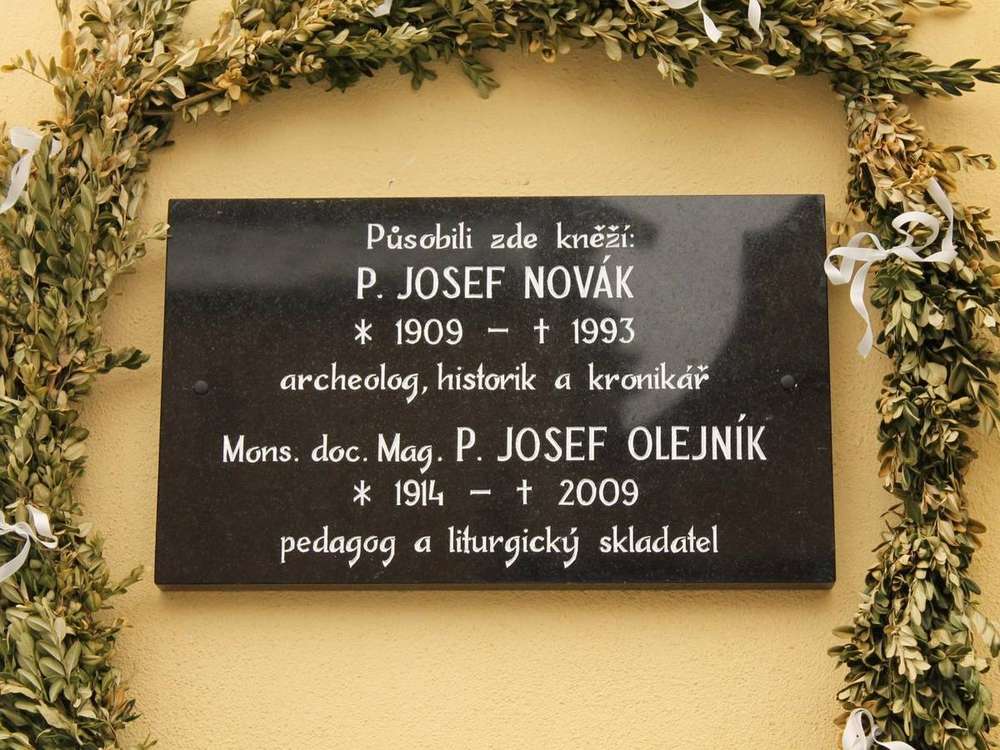 Působili zde kněží:
P. JOSEF NOVÁK
* 1909 – † 1993
archeolog, historik a kronikář
Mons. doc. Mag. P. JOSEF OLEJNÍK
* 1914 – † 2009
pedagog a liturgický skladatel